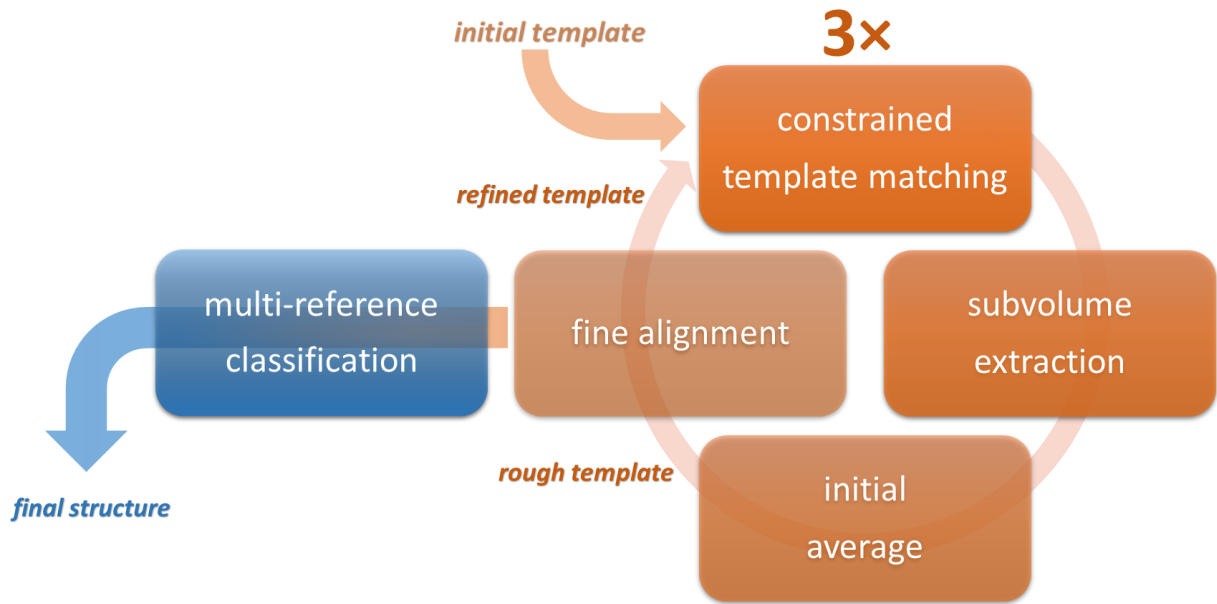 initial template
3×
constrained
template matching
refined template
multi-reference
classification
fine alignment
subvolume
extraction
rough template
initial
average
final structure